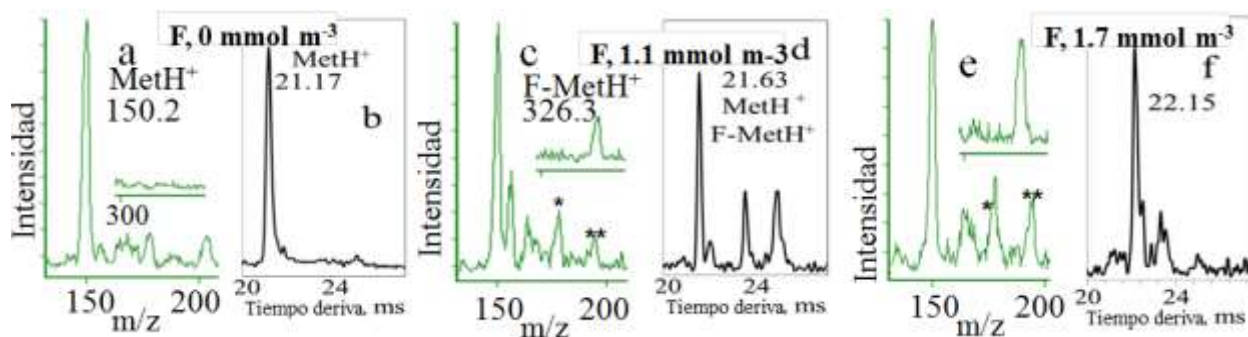 Intensidad
a
F, 0 mmol m-3
MetH+
150.2
300
150
200
m/z
MetH+
21.17
b
20
24
Tiempo deriva, ms
Intensidad
c
F, 1.1 mmol m-3
d
F-MetH+
326.3
*
**
150
200
m/z
21.63
MetH+
F-MetH+
20
24
Tiempo deriva, ms
Intensidad
e
F, 1.7 mmol m-3
f
*
**
150
200
m/z
22.15
20
24
Tiempo deriva, ms